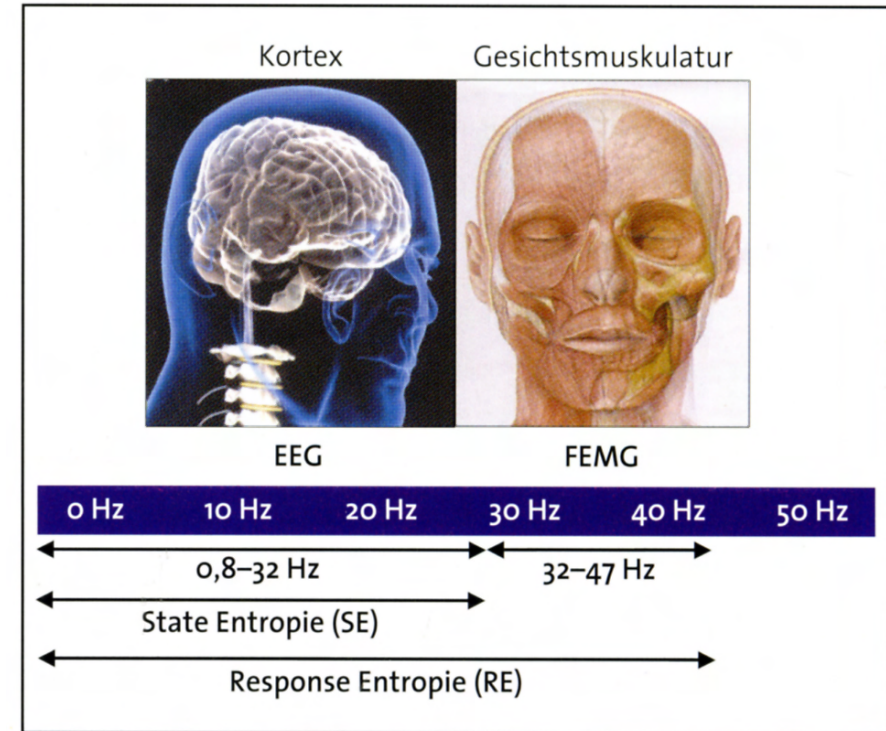 Kortex Gesichtsmuskulatur
EEG FEMG
0 Hz 10 Hz 20 Hz 30 Hz 40 Hz 50 Hz
0,8–32 Hz 32–47 Hz
State Entropie (SE)
Response Entropie (RE)